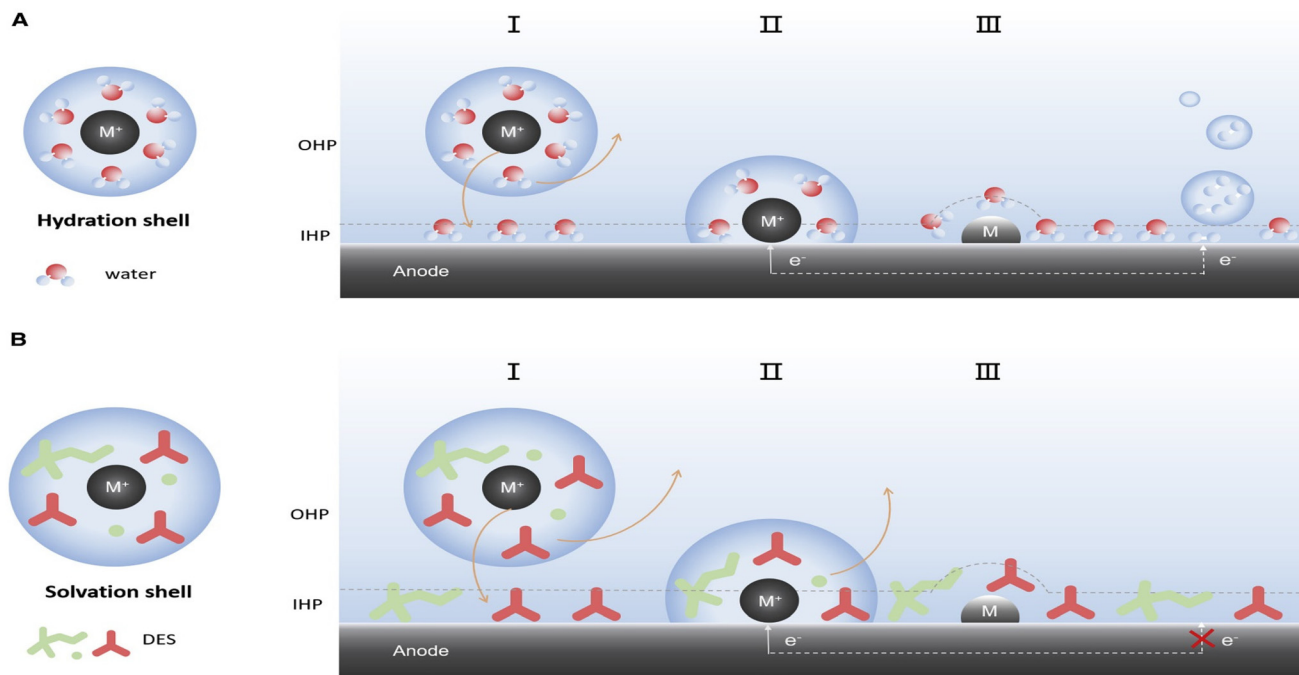 A
I II III
M⁺
M⁺
OHP
M⁺
M
Hydration shell
IHP
water
Anode
e⁻
e⁻
B
I II III
M⁺
M⁺
OHP
M⁺
M
Solvation shell
IHP
DES
Anode
e⁻
e⁻